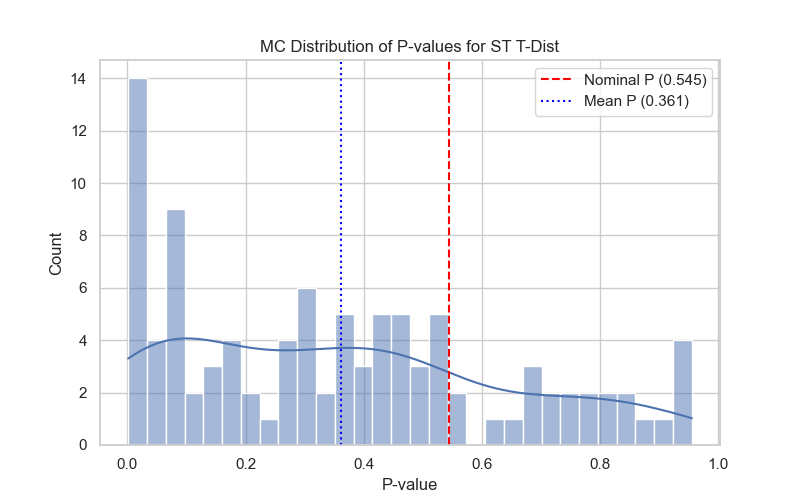 MC Distribution of P-values for ST T-Dist
Nominal P (0.545)
Mean P (0.361)
14
12
10
8
6
4
2
0
Count
0.0 0.2 0.4 0.6 0.8 1.0
P-value